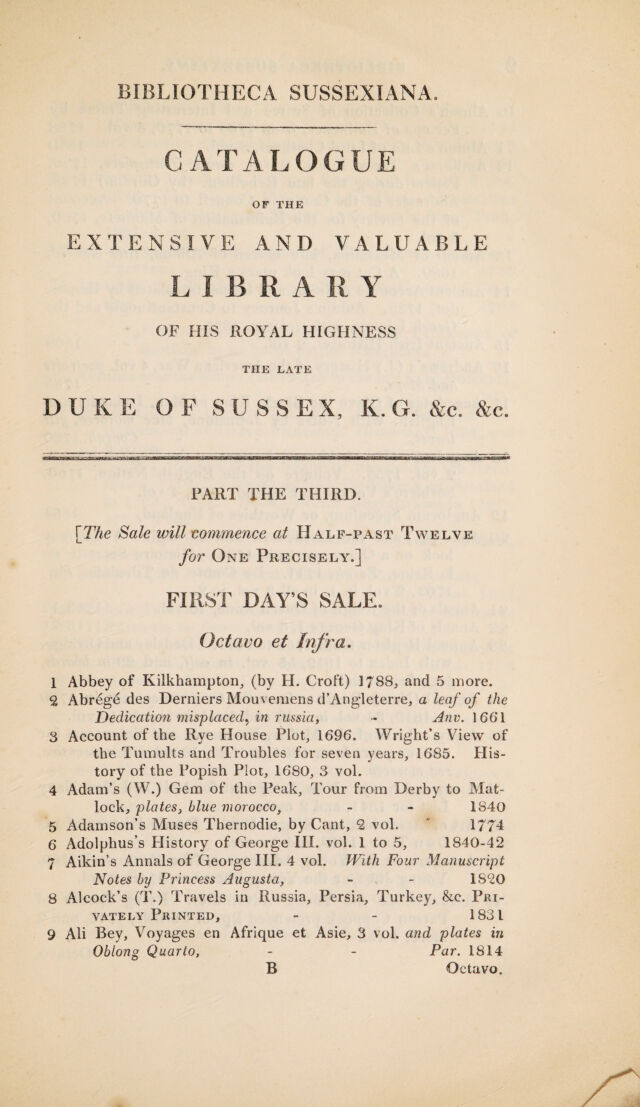 BIBLIOTHECA SUSSEXIANA.
CATALOGUE
OF THE
EXTENSIVE AND VALUABLE
LIBRARY
OF HIS ROYAL HIGHNESS
THE LATE
DUKE OF SUSSEX, K.G. &c. &c.
PART THE THIRD.
[The Sale will commence at HALF-PAST TWELVE
for ONE PRECISELY.]
FIRST DAY'S SALE.
Octavo et Infra.
1 Abbey of Kilkhampton, (by H. Croft) 1788, and 5 more.
2 Abrégé des Derniers Mouvemens d'Angleterre, a leaf of the
Dedication misplaced, in russia, - Anv. 1661
3 Account of the Rye House Plot, 1696. Wright's View of
the Tumults and Troubles for seven years, 1685. His-
tory of the Popish Plot, 1680, 3 vol.
4 Adam's (W.) Gem of the Peak, Tour from Derby to Mat-
lock, plates, blue morocco, - - 1840
5 Adamson's Muses Thernodie, by Cant, 2 vol. - 1774
6 Adolphus's History of George III. vol. 1 to 5, 1840-42
7 Aikin's Annals of George III. 4 vol. With Four Manuscript
Notes by Princess Augusta, - - 1820
8 Alcock's (T.) Travels in Russia, Persia, Turkey, &c. PRI-
VATELY PRINTED, - - 1831
9 Ali Bey, Voyages en Afrique et Asie, 3 vol. and plates in
Oblong Quarto, - - Par. 1814
B Octavo.